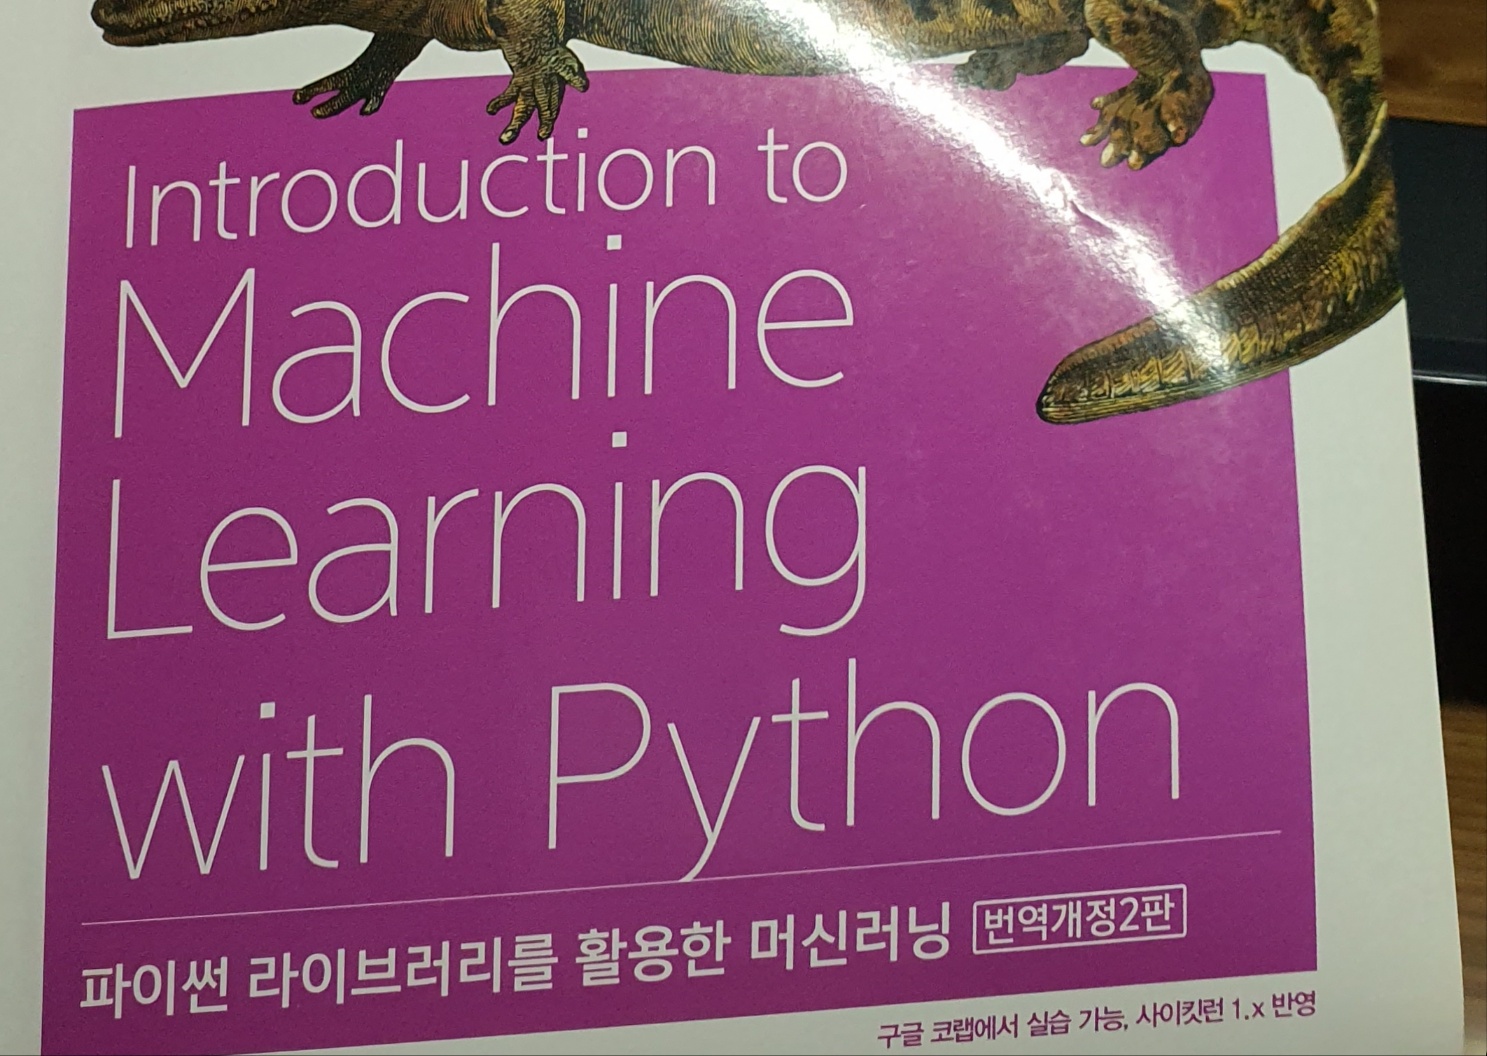 Introduction to
Machine
Learning
with Python
파이썬 라이브러리를 활용한 머신러닝 번역개정2판
구글 코랩에서 실습 가능, 사이킷런 1.x 반영